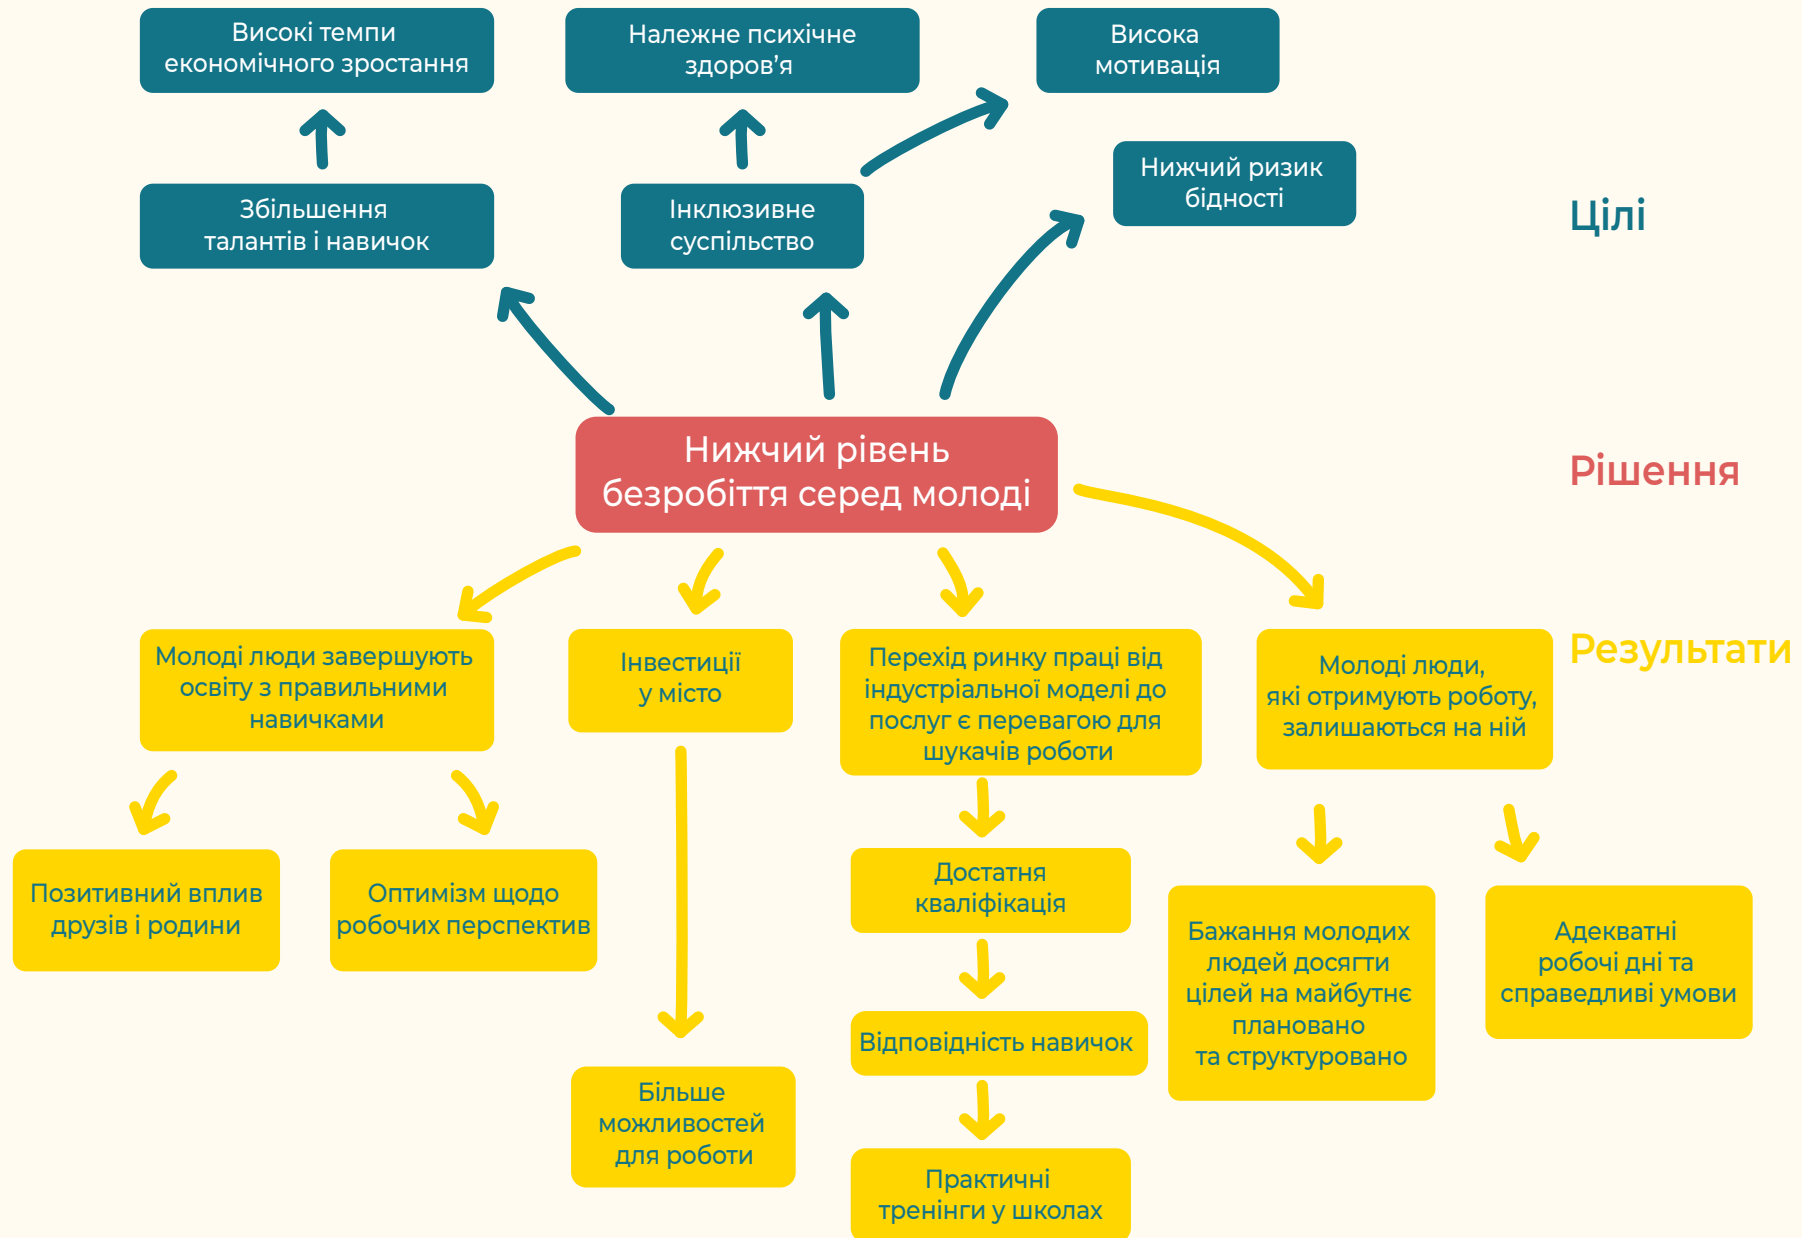 Високі темпи
економічного зростання
Належне психічне
здоров’я
Висока
мотивація
Збільшення
талантів і навичок
Інклюзивне
суспільство
Нижчий ризик
бідності
Цілі
Нижчий рівень
безробіття серед молоді
Рішення
Молоді люди завершують
освіту з правильними
навичками
Інвестиції
у місто
Перехід ринку праці від
індустріальної моделі до
послуг є перевагою для
шукачів роботи
Молоді люди,
які отримують роботу,
залишаються на ній
Результати
Позитивний вплив
друзів і родини
Оптимізм щодо
робочих перспектив
Достатня
кваліфікація
Бажання молодих
людей досягти
цілей на майбутнє
плановано
та структуровано
Адекватні
робочі дні та
справедливі умови
Відповідність навичок
Більше
можливостей
для роботи
Практичні
тренінги у школах